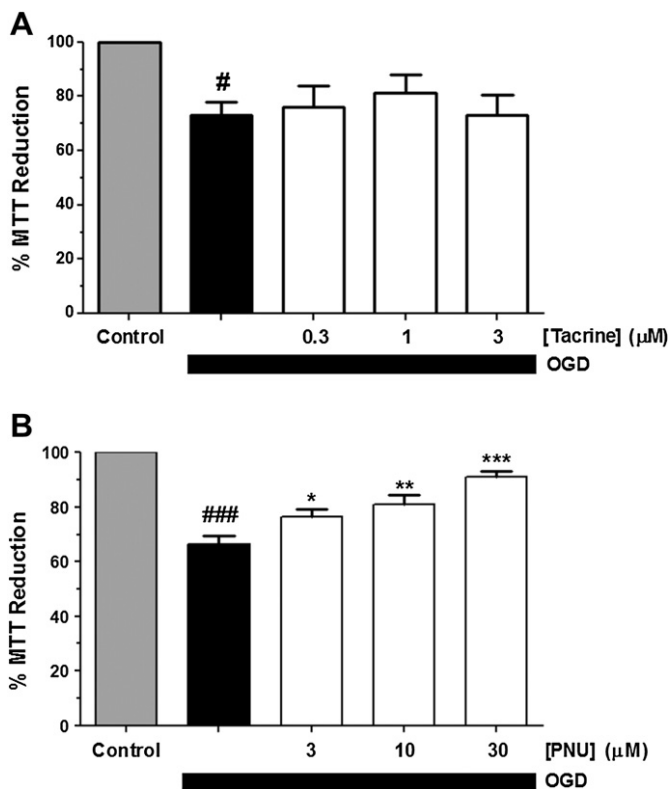 A
% MTT Reduction
100
80
60
40
20
0
#
Control 0.3 1 3 [Tacrine] (µM)
OGD
B
% MTT Reduction
100
80
60
40
20
0
###
*
**
***
Control 3 10 30 [PNU] (µM)
OGD